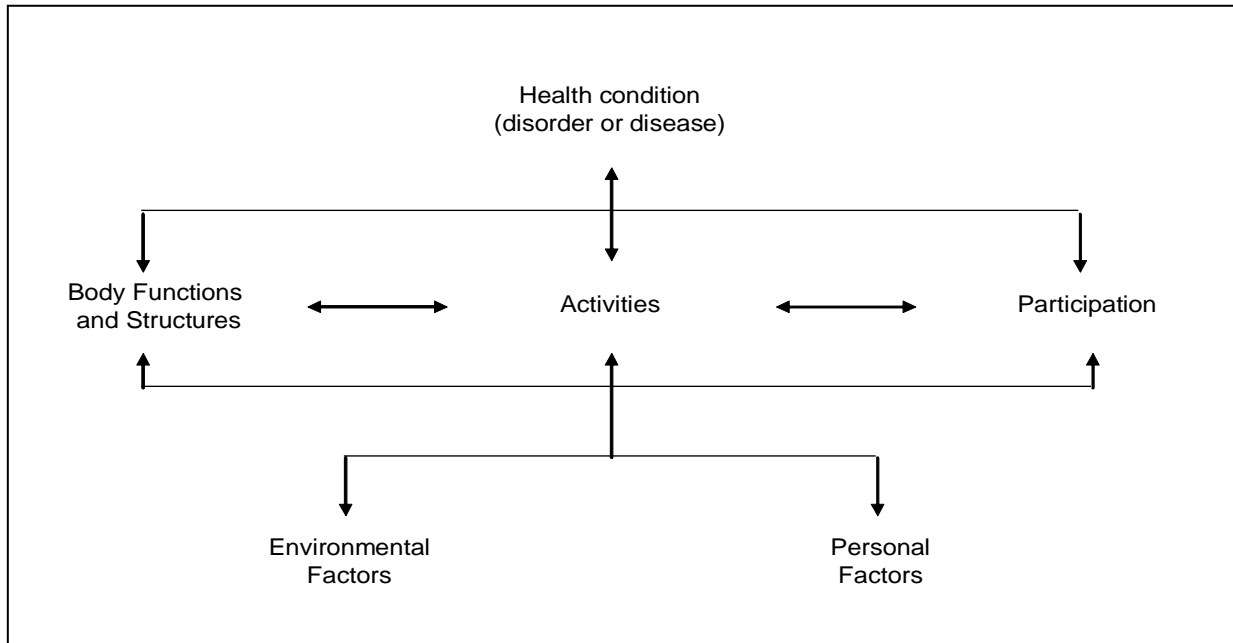 Health condition
(disorder or disease)
Body Functions
and Structures
Activities
Participation
Environmental
Factors
Personal
Factors